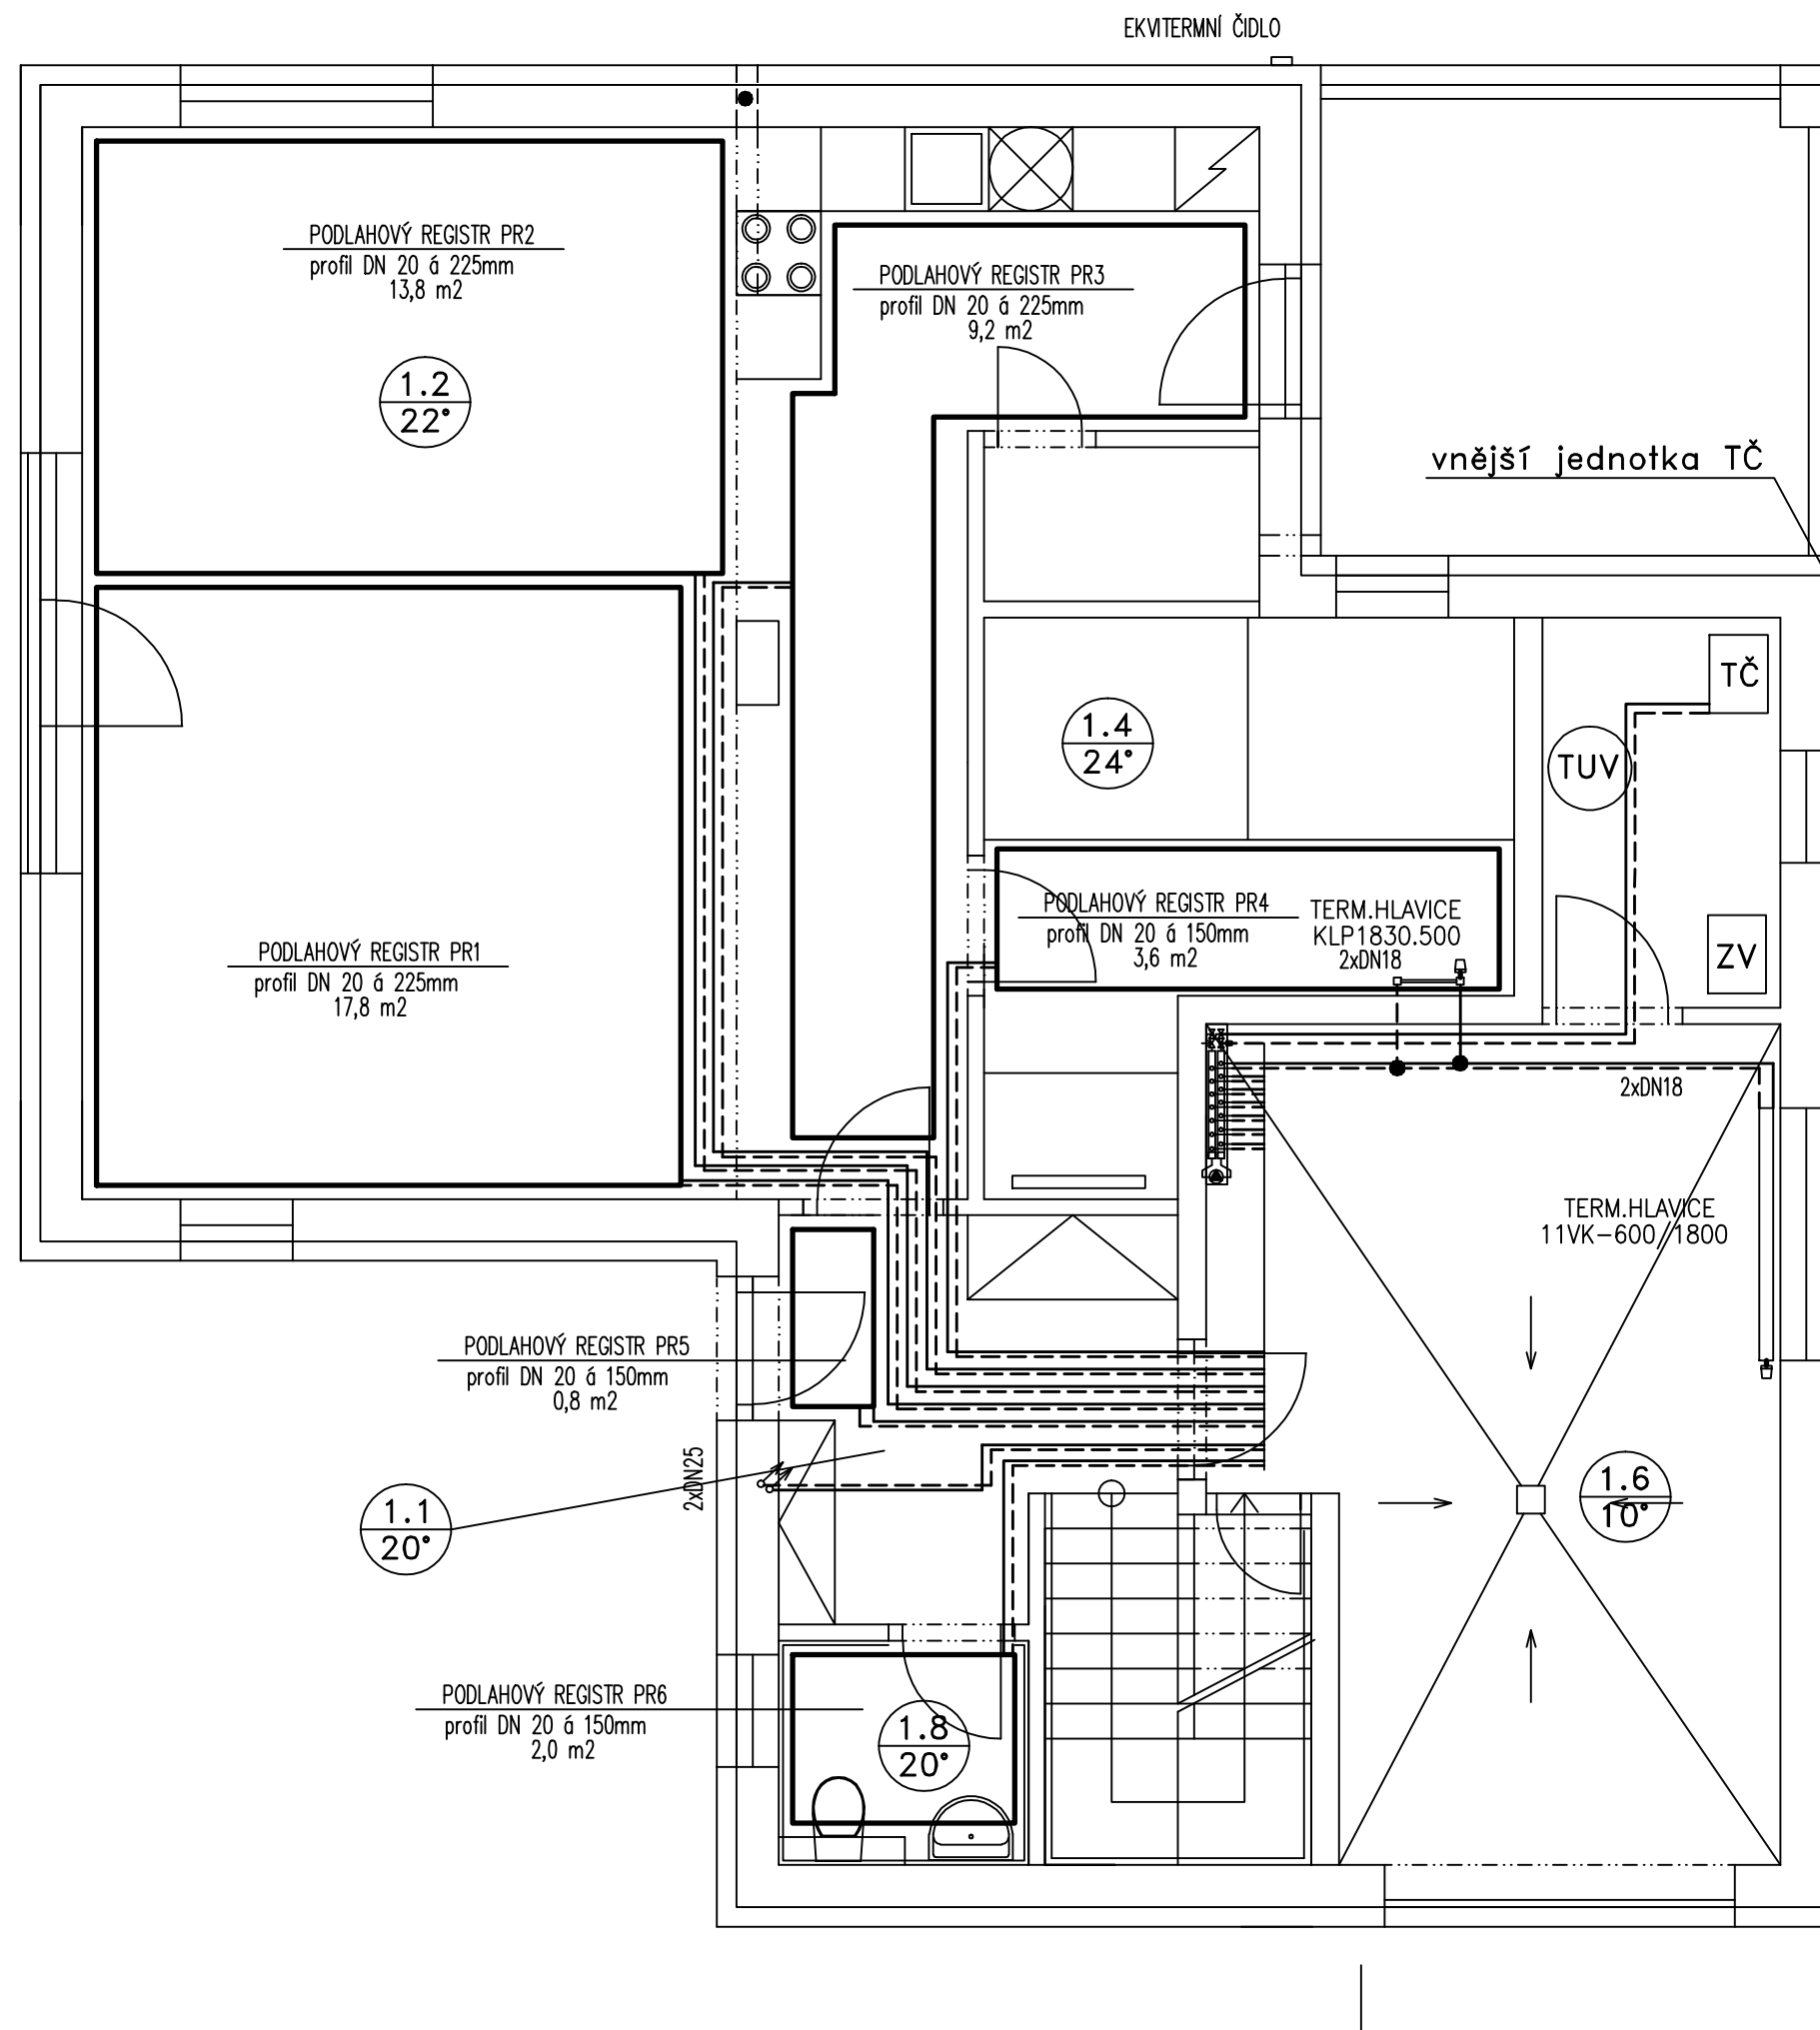 EKVITERMNÍ ČIDLO
PODLAHOVÝ REGISTR PR2
profil DN 20 á 225mm
13,8 m2
1.2
22°
PODLAHOVÝ REGISTR PR3
profil DN 20 á 225mm
9,2 m2
vnější jednotka TČ
TČ
TUV
1.4
24°
PODLAHOVÝ REGISTR PR4
profil DN 20 á 150mm
3,6 m2
TERM.HLAVICE
KLP1830.500
2xDN18
ZV
PODLAHOVÝ REGISTR PR1
profil DN 20 á 225mm
17,8 m2
2xDN18
TERM.HLAVICE
11VK-600/1800
PODLAHOVÝ REGISTR PR5
profil DN 20 á 150mm
0,8 m2
2xDN25
1.1
20°
1.6
10°
PODLAHOVÝ REGISTR PR6
profil DN 20 á 150mm
2,0 m2
1.8
20°